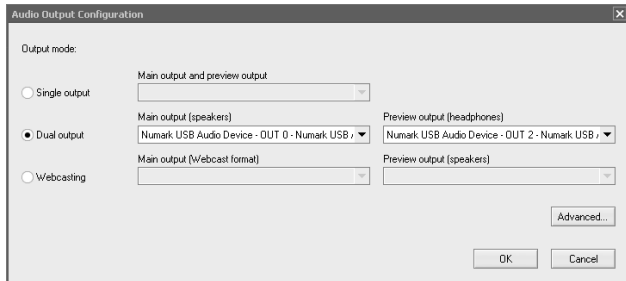 Audio Output Configuration
Output mode:
Main output and preview output
Single output
Main output (speakers)
Preview output (headphones)
Dual output
Numark USB Audio Device - OUT 0 - Numark USB
Numark USB Audio Device - OUT 2 - Numark USB
Main output (Webcast format)
Preview output (speakers)
Webcasting
Advanced...
OK
Cancel